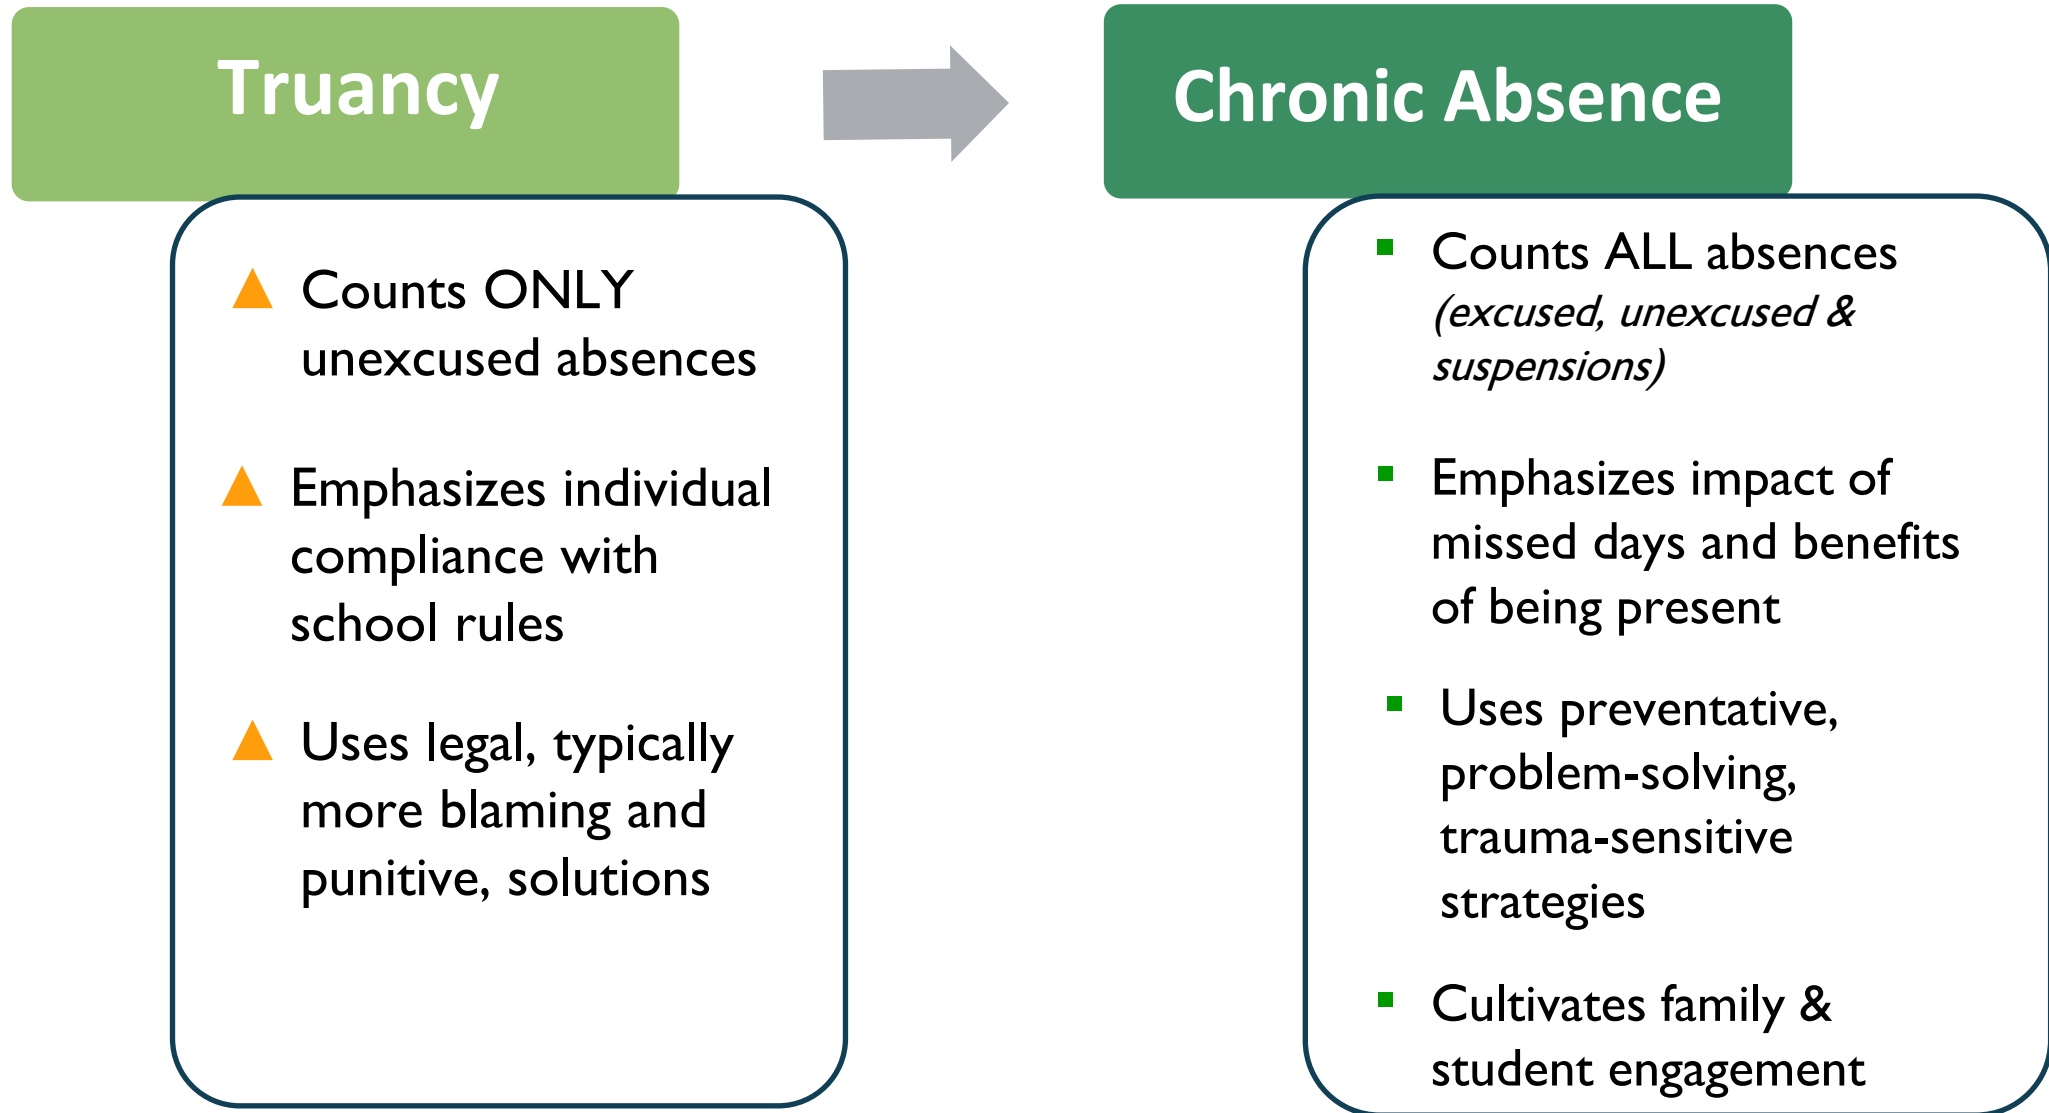 Truancy
Counts ONLY
unexcused absences
Emphasizes individual
compliance with
school rules
Uses legal, typically
more blaming and
punitive, solutions
Chronic Absence
Counts ALL absences
(excused, unexcused &
suspensions)
Emphasizes impact of
missed days and benefits
of being present
Uses preventative,
problem-solving,
trauma-sensitive
strategies
Cultivates family &
student engagement